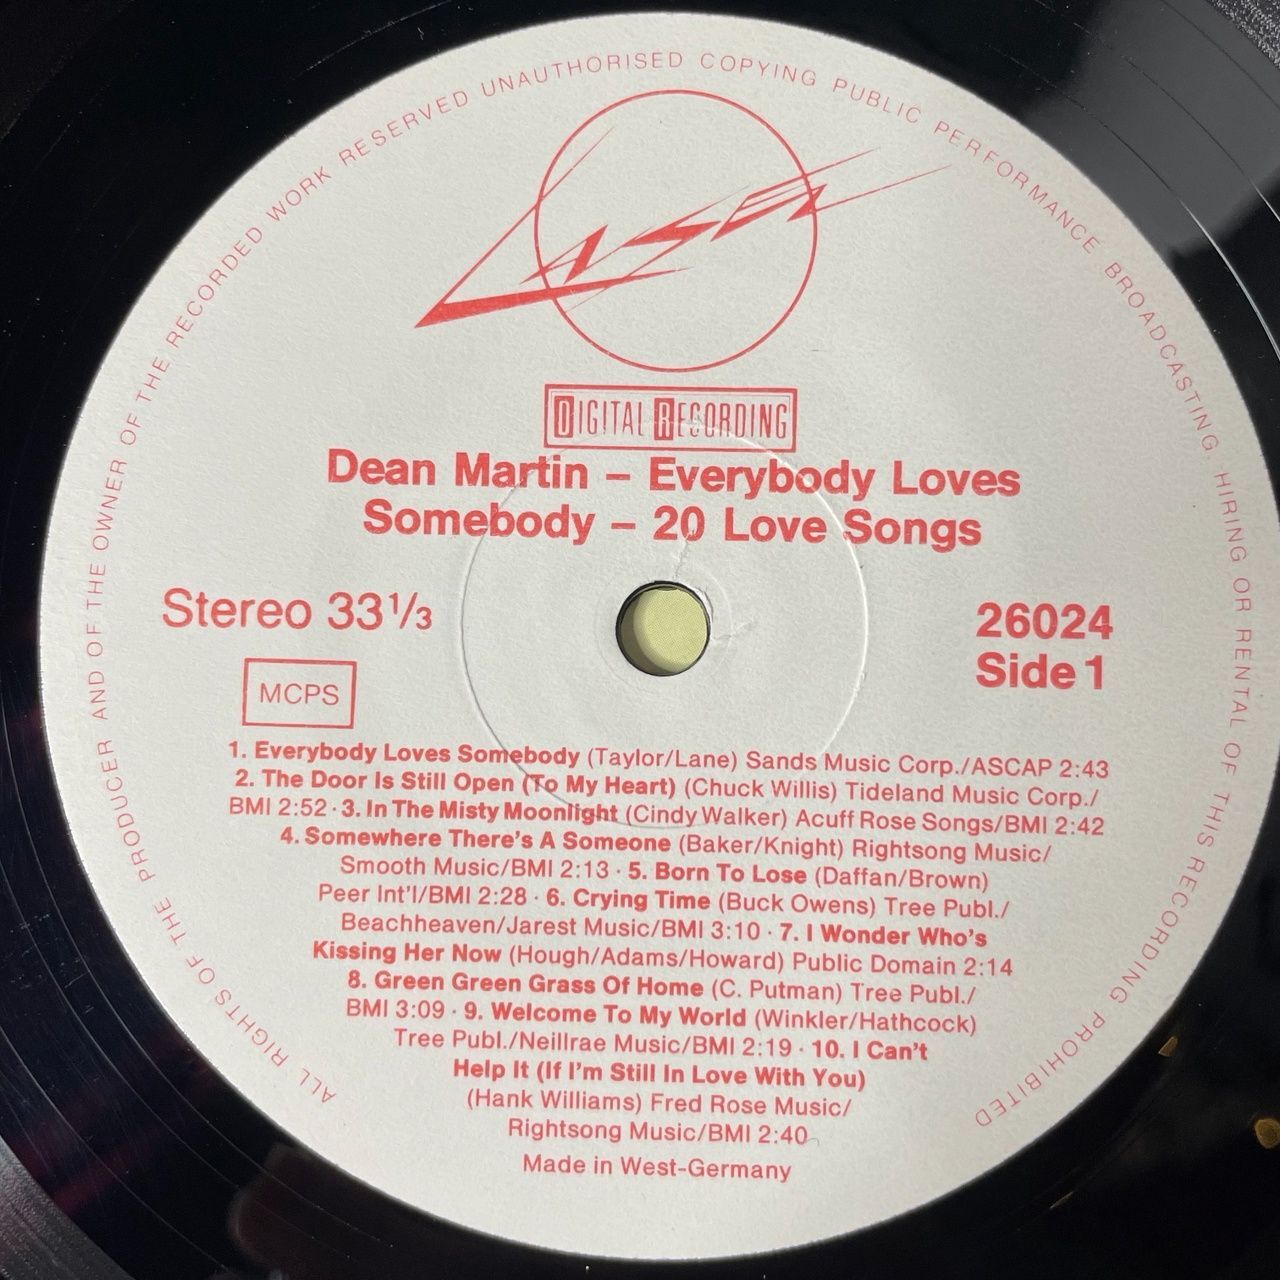 ALL RIGHTS OF THE PRODUCER AND OF THE OWNER OF THE RECORDED WORK RESERVED UNAUTHORISED COPYING PUBLIC PERFORMANCE BROADCASTING HIRING OR RENTAL OF THIS RECORDING PROHIBITED
LASER
DIGITAL RECORDING
Dean Martin – Everybody Loves
Somebody – 20 Love Songs
Stereo 33⅓
26024
Side 1
MCPS
1. Everybody Loves Somebody (Taylor/Lane) Sands Music Corp./ASCAP 2:43
2. The Door Is Still Open (To My Heart) (Chuck Willis) Tideland Music Corp./
BMI 2:52 · 3. In The Misty Moonlight (Cindy Walker) Acuff Rose Songs/BMI 2:42
4. Somewhere There's A Someone (Baker/Knight) Rightsong Music/
Smooth Music/BMI 2:13 · 5. Born To Lose (Daffan/Brown)
Peer Int'l/BMI 2:28 · 6. Crying Time (Buck Owens) Tree Publ./
Beachheaven/Jarest Music/BMI 3:10 · 7. I Wonder Who's
Kissing Her Now (Hough/Adams/Howard) Public Domain 2:14
8. Green Green Grass Of Home (C. Putman) Tree Publ./
BMI 3:09 · 9. Welcome To My World (Winkler/Hathcock)
Tree Publ./Neillrae Music/BMI 2:19 · 10. I Can't
Help It (If I'm Still In Love With You)
(Hank Williams) Fred Rose Music/
Rightsong Music/BMI 2:40
Made in West-Germany